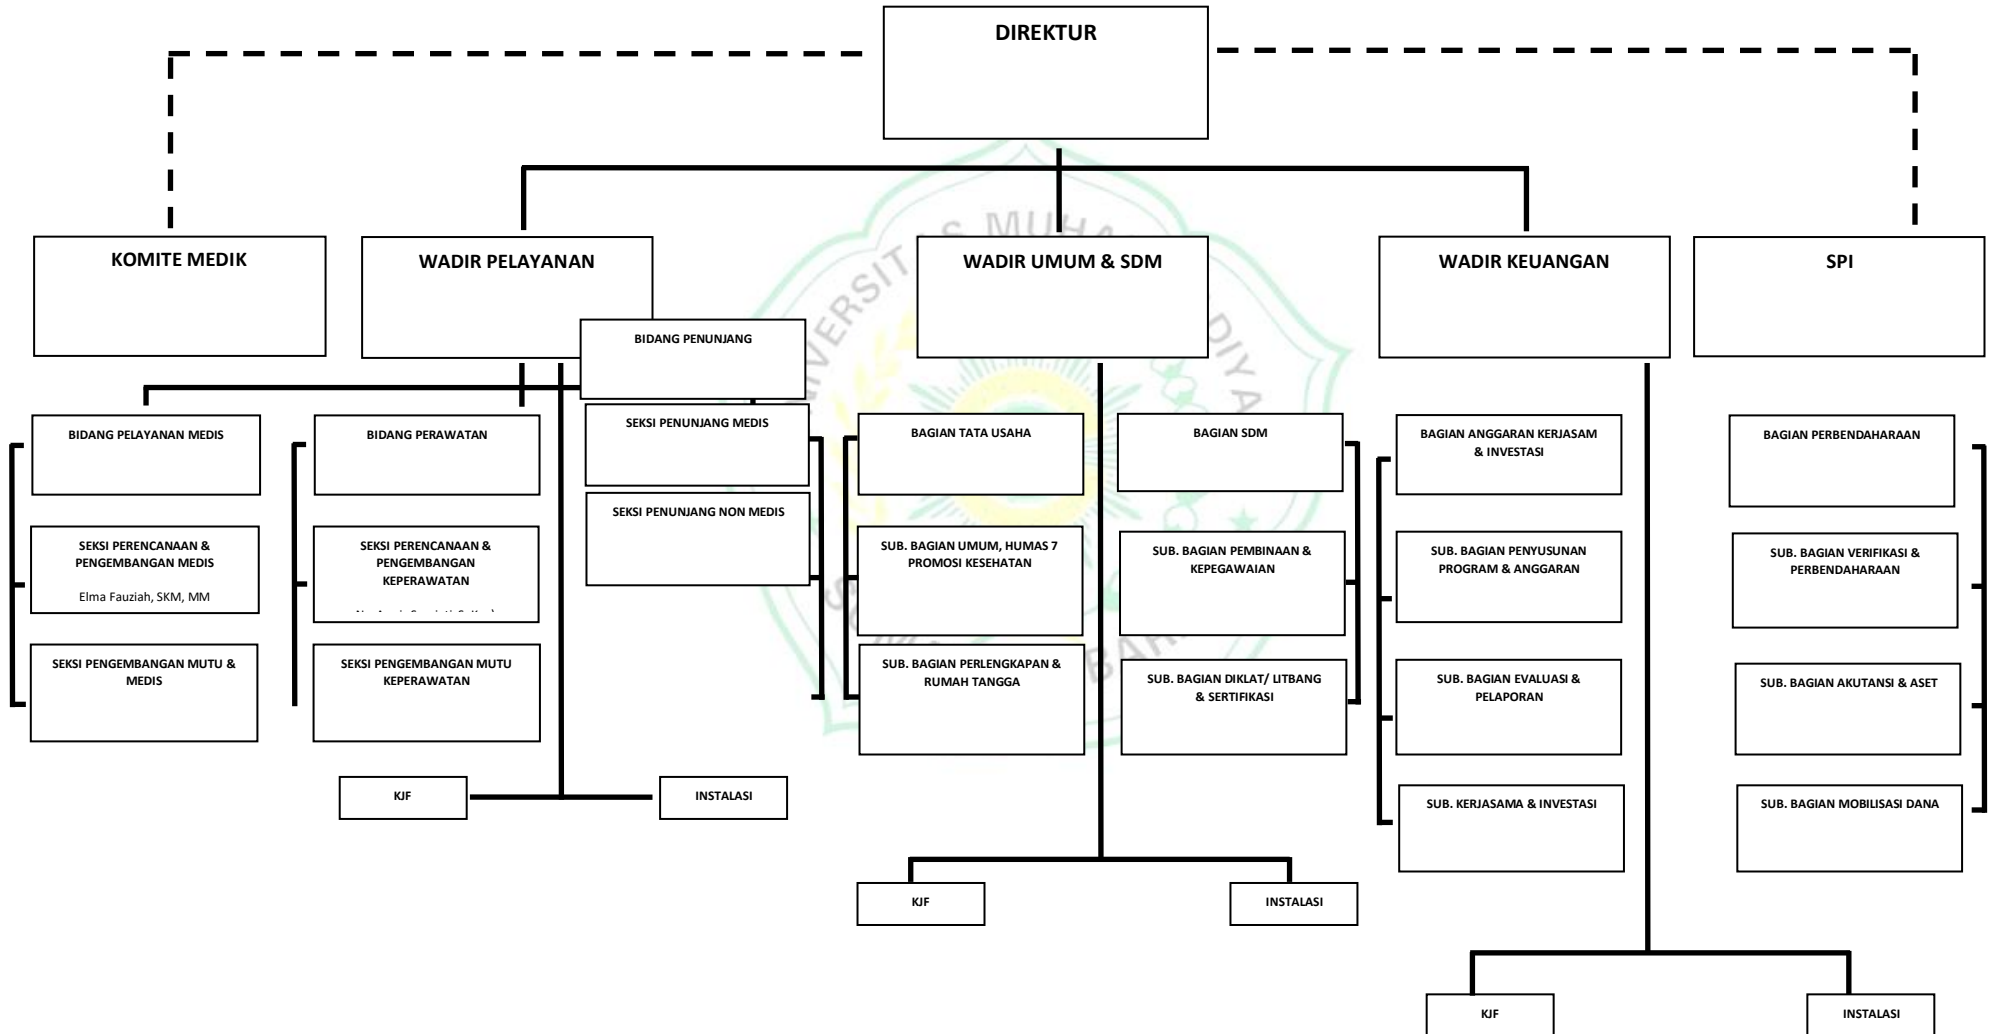 DIREKTUR
KOMITE MEDIK
WADIR PELAYANAN
WADIR UMUM & SDM
WADIR KEUANGAN
SPI
BIDANG PENUNJANG
SEKSI PENUNJANG MEDIS
SEKSI PENUNJANG NON MEDIS
BIDANG PELAYANAN MEDIS
SEKSI PERENCANAAN &
PENGEMBANGAN MEDIS
Elma Fauziah, SKM, MM
SEKSI PENGEMBANGAN MUTU &
MEDIS
BIDANG PERAWATAN
SEKSI PERENCANAAN &
PENGEMBANGAN
KEPERAWATAN
SEKSI PENGEMBANGAN MUTU
KEPERAWATAN
KJF
INSTALASI
BAGIAN TATA USAHA
SUB. BAGIAN UMUM, HUMAS 7
PROMOSI KESEHATAN
SUB. BAGIAN PERLENGKAPAN &
RUMAH TANGGA
BAGIAN SDM
SUB. BAGIAN PEMBINAAN &
KEPEGAWAIAN
SUB. BAGIAN DIKLAT/ LITBANG
& SERTIFIKASI
KJF
INSTALASI
BAGIAN ANGGARAN KERJASAM
& INVESTASI
SUB. BAGIAN PENYUSUNAN
PROGRAM & ANGGARAN
SUB. BAGIAN EVALUASI &
PELAPORAN
SUB. KERJASAMA & INVESTASI
BAGIAN PERBENDAHARAAN
SUB. BAGIAN VERIFIKASI &
PERBENDAHARAAN
SUB. BAGIAN AKUTANSI & ASET
SUB. BAGIAN MOBILISASI DANA
KJF
INSTALASI